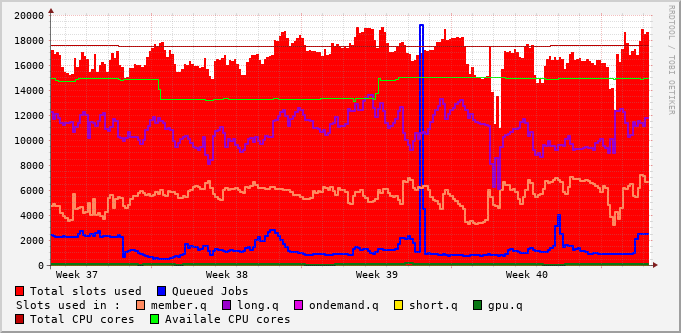 RRDTOOL / TOBI OETIKER
20000
18000
16000
14000
12000
10000
8000
6000
4000
2000
0
Week 37 Week 38 Week 39 Week 40
Total slots used Queued Jobs
Slots used in : member.q long.q ondemand.q short.q gpu.q
Total CPU cores Availale CPU cores